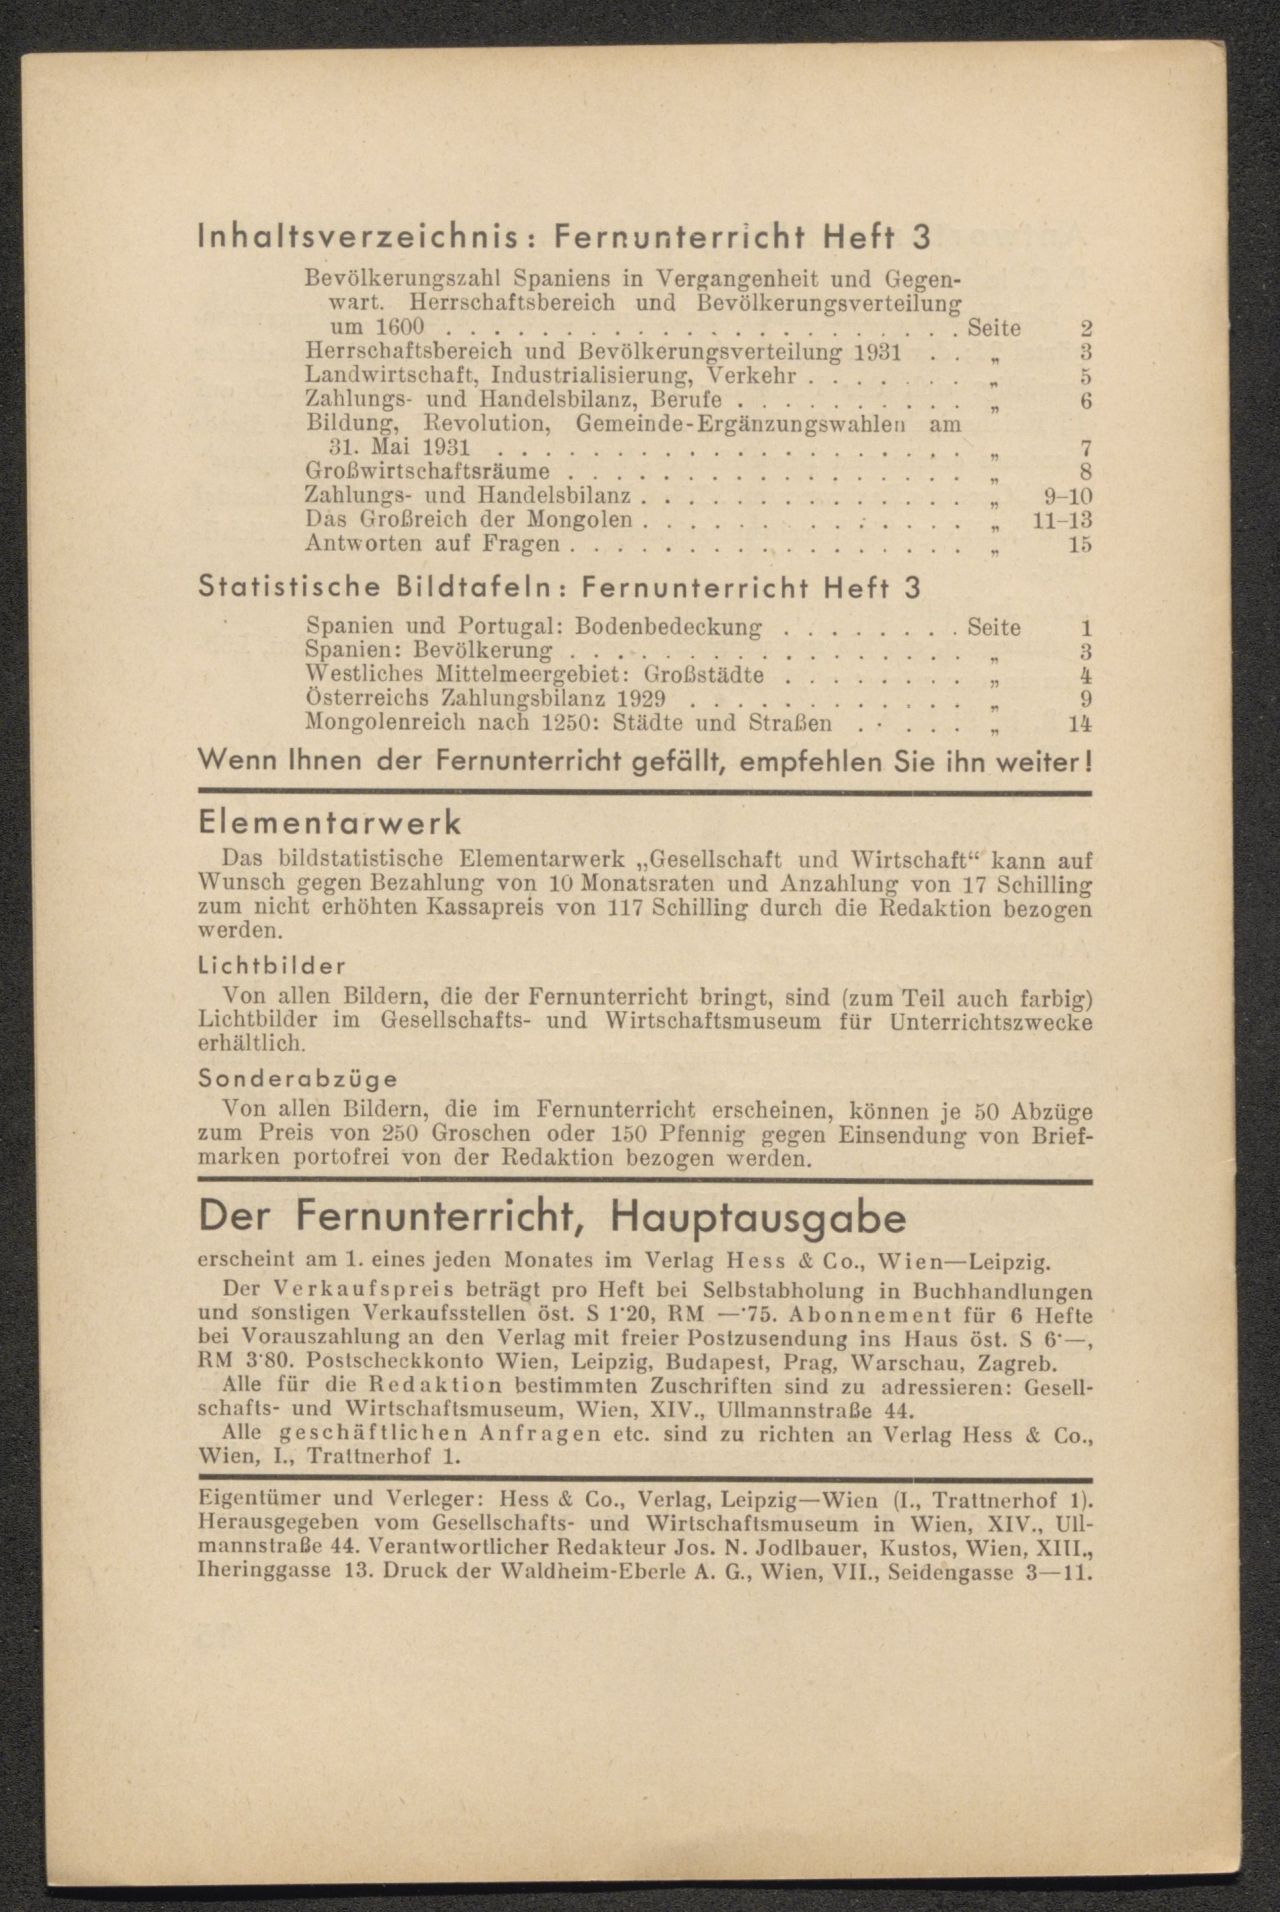 Inhaltsverzeichnis: Fernunterricht Heft 3
Bevölkerungszahl Spaniens in Vergangenheit und Gegen-
wart. Herrschaftsbereich und Bevölkerungsverteilung
um 1600 . . . . . . . . . . . . . . . . . . . . . . Seite 2
Herrschaftsbereich und Bevölkerungsverteilung 1931 . . „ 3
Landwirtschaft, Industrialisierung, Verkehr . . . . . . . „ 5
Zahlungs- und Handelsbilanz, Berufe . . . . . . . . . . „ 6
Bildung, Revolution, Gemeinde-Ergänzungswahlen am
31. Mai 1931 . . . . . . . . . . . . . . . . . . . . „ 7
Großwirtschaftsräume . . . . . . . . . . . . . . . . . „ 8
Zahlungs- und Handelsbilanz . . . . . . . . . . . . . . „ 9–10
Das Großreich der Mongolen . . . . . . . . . . . . . . „ 11–13
Antworten auf Fragen . . . . . . . . . . . . . . . . . „ 15
Statistische Bildtafeln: Fernunterricht Heft 3
Spanien und Portugal: Bodenbedeckung . . . . . . . . Seite 1
Spanien: Bevölkerung . . . . . . . . . . . . . . . . . „ 3
Westliches Mittelmeergebiet: Großstädte . . . . . . . . „ 4
Österreichs Zahlungsbilanz 1929 . . . . . . . . . . . . „ 9
Mongolenreich nach 1250: Städte und Straßen . . . . . . „ 14
Wenn Ihnen der Fernunterricht gefällt, empfehlen Sie ihn weiter!
Elementarwerk
Das bildstatistische Elementarwerk „Gesellschaft und Wirtschaft“ kann auf
Wunsch gegen Bezahlung von 10 Monatsraten und Anzahlung von 17 Schilling
zum nicht erhöhten Kassapreis von 117 Schilling durch die Redaktion bezogen
werden.
Lichtbilder
Von allen Bildern, die der Fernunterricht bringt, sind (zum Teil auch farbig)
Lichtbilder im Gesellschafts- und Wirtschaftsmuseum für Unterrichtszwecke
erhältlich.
Sonderabzüge
Von allen Bildern, die im Fernunterricht erscheinen, können je 50 Abzüge
zum Preis von 250 Groschen oder 150 Pfennig gegen Einsendung von Brief-
marken portofrei von der Redaktion bezogen werden.
Der Fernunterricht, Hauptausgabe
erscheint am 1. eines jeden Monates im Verlag Hess & Co., Wien—Leipzig.
Der Verkaufspreis beträgt pro Heft bei Selbstabholung in Buchhandlungen
und sonstigen Verkaufsstellen öst. S 1·20, RM —·75. Abonnement für 6 Hefte
bei Vorauszahlung an den Verlag mit freier Postzusendung ins Haus öst. S 6·—,
RM 3·80. Postscheckkonto Wien, Leipzig, Budapest, Prag, Warschau, Zagreb.
Alle für die Redaktion bestimmten Zuschriften sind zu adressieren: Gesell-
schafts- und Wirtschaftsmuseum, Wien, XIV., Ullmannstraße 44.
Alle geschäftlichen Anfragen etc. sind zu richten an Verlag Hess & Co.,
Wien, I., Trattnerhof 1.
Eigentümer und Verleger: Hess & Co., Verlag, Leipzig—Wien (I., Trattnerhof 1).
Herausgegeben vom Gesellschafts- und Wirtschaftsmuseum in Wien, XIV., Ull-
mannstraße 44. Verantwortlicher Redakteur Jos. N. Jodlbauer, Kustos, Wien, XIII.,
Iheringgasse 13. Druck der Waldheim-Eberle A. G., Wien, VII., Seidengasse 3—11.